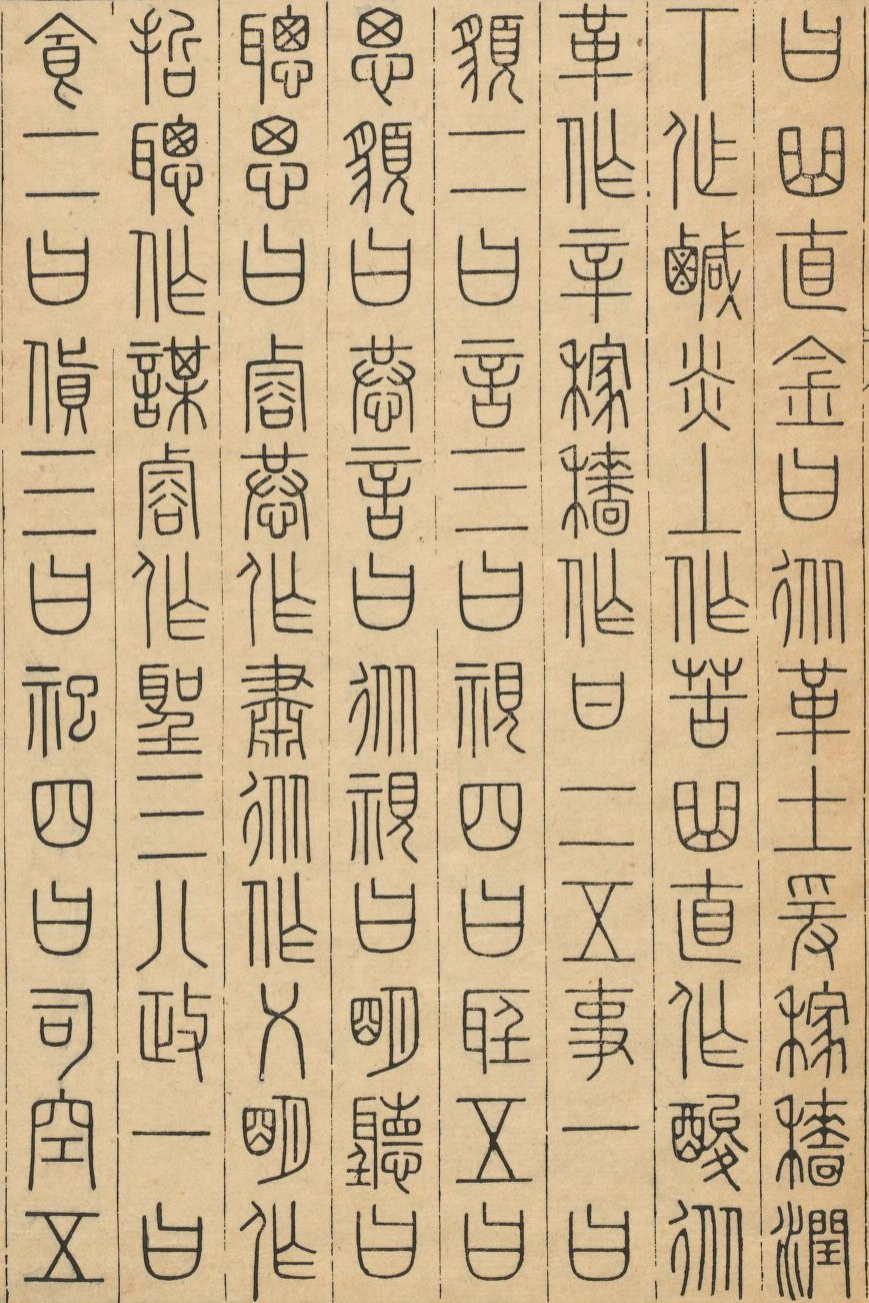 曰曲直金曰从革土爰稼穡潤
下作鹹炎上作苦曲直作酸从
革作辛稼穡作甘二五事一曰
貌二曰言三曰視四曰聽五曰
思貌曰恭言曰从視曰明聽曰
聰思曰睿恭作肅从作乂明作
哲聰作謀睿作聖三八政一曰
食二曰貨三曰祀四曰司空五